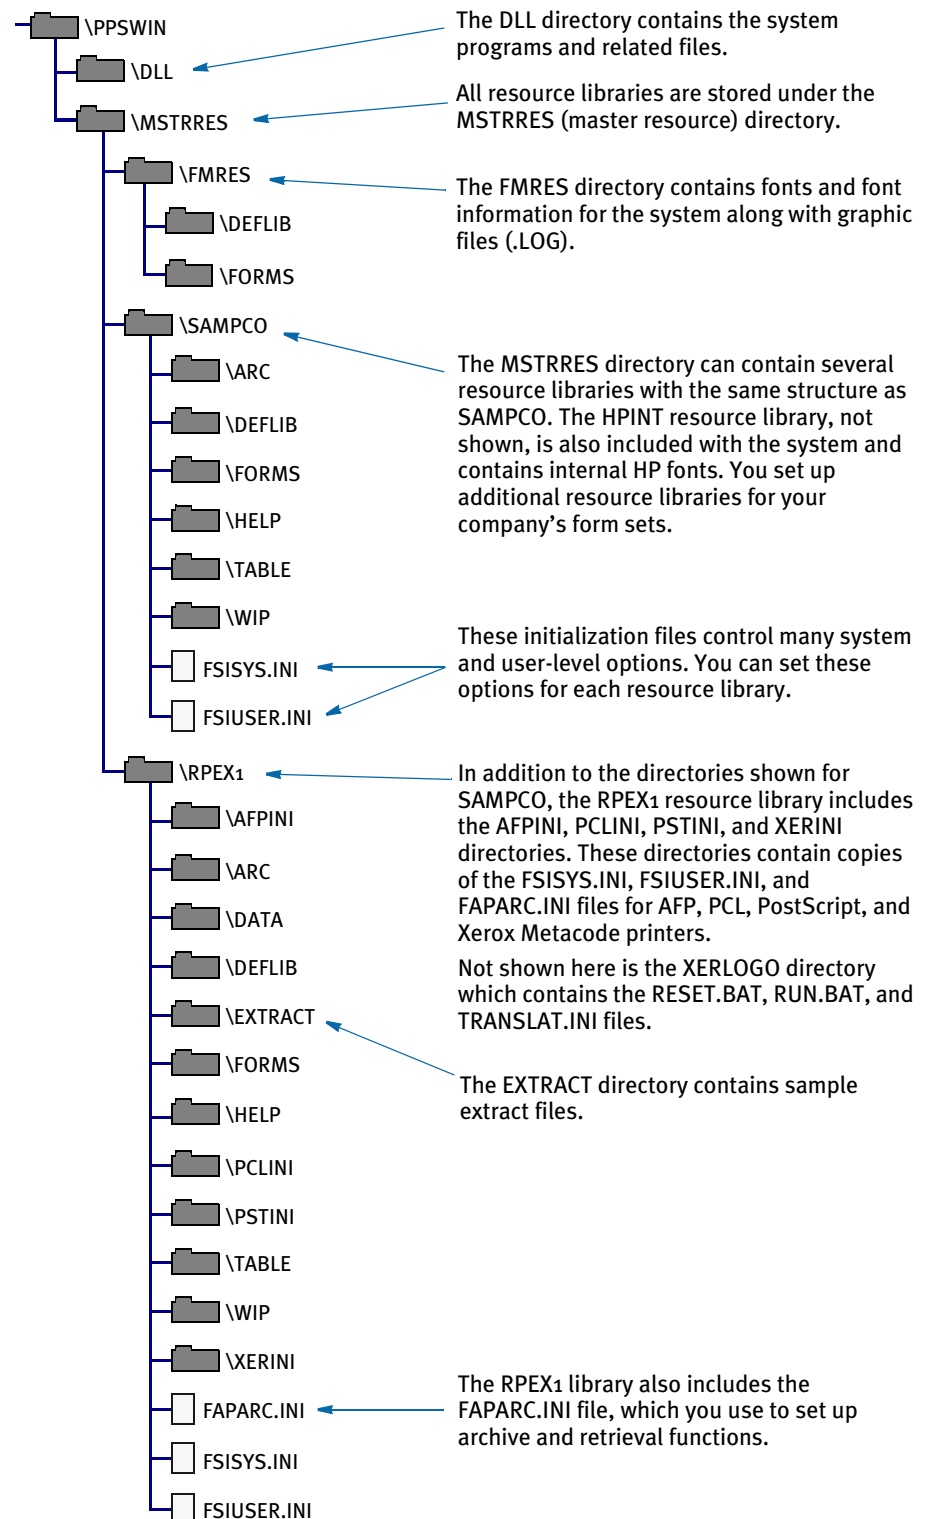 \PPSWIN
The DLL directory contains the system
programs and related files.
\DLL
All resource libraries are stored under the
MSTRRES (master resource) directory.
\MSTRRES
\FMRES
The FMRES directory contains fonts and font
information for the system along with graphic
files (.LOG).
\DEFLIB
\FORMS
\SAMPCO
The MSTRRES directory can contain several
resource libraries with the same structure as
SAMPCO. The HPINT resource library, not
shown, is also included with the system and
contains internal HP fonts. You set up
additional resource libraries for your
company’s form sets.
\ARC
\DEFLIB
\FORMS
\HELP
\TABLE
\WIP
These initialization files control many system
and user-level options. You can set these
options for each resource library.
FSISYS.INI
FSIUSER.INI
\RPEX1
In addition to the directories shown for
SAMPCO, the RPEX1 resource library includes
the AFPINI, PCLINI, PSTINI, and XERINI
directories. These directories contain copies
of the FSISYS.INI, FSIUSER.INI, and
FAPARC.INI files for AFP, PCL, PostScript, and
Xerox Metacode printers.
Not shown here is the XERLOGO directory
which contains the RESET.BAT, RUN.BAT, and
TRANSLAT.INI files.
\AFPINI
\ARC
\DATA
\DEFLIB
\EXTRACT
The EXTRACT directory contains sample
extract files.
\FORMS
\HELP
\PCLINI
\PSTINI
\TABLE
\WIP
\XERINI
The RPEX1 library also includes the
FAPARC.INI file, which you use to set up
archive and retrieval functions.
FAPARC.INI
FSISYS.INI
FSIUSER.INI